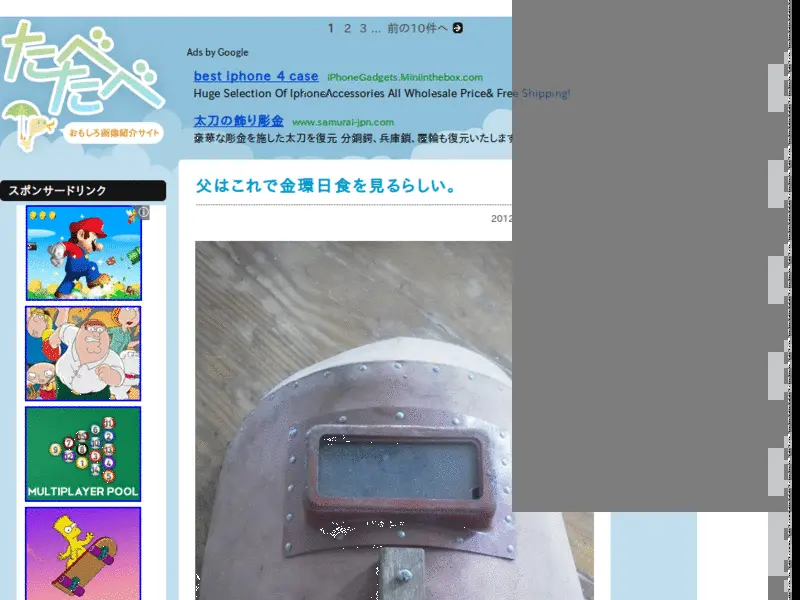 たべたべ
おもしろ画像紹介サイト
1 2 3 ... 前の10件へ
Ads by Google
best iphone 4 case iPhoneGadgets.Miniinthebox.com
Huge Selection Of IphoneAccessories All Wholesale Price& Free Shipping!
太刀の飾り彫金 www.samurai-jpn.com
豪華な彫金を施した太刀を復元 分銅鍔、兵庫鎖、覆輪も復元いたします
スポンサードリンク
父はこれで金環日食を見るらしい。
2012
MULTIPLAYER POOL